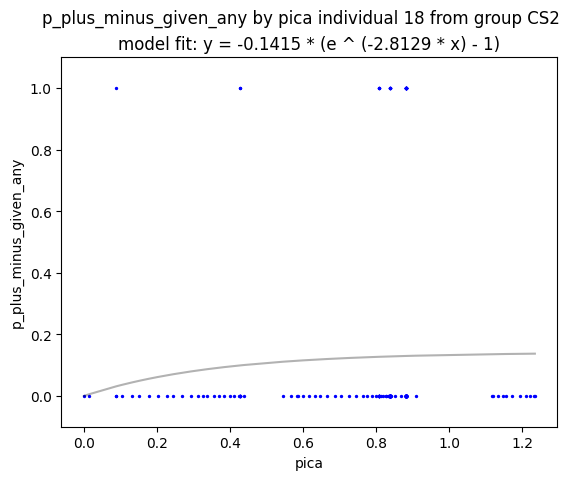 p_plus_minus_given_any by pica individual 18 from group CS2
model fit: y = -0.1415 * (e ^ (-2.8129 * x) - 1)
1.0
0.8
0.6
0.4
0.2
0.0
p_plus_minus_given_any
0.0 0.2 0.4 0.6 0.8 1.0 1.2
pica